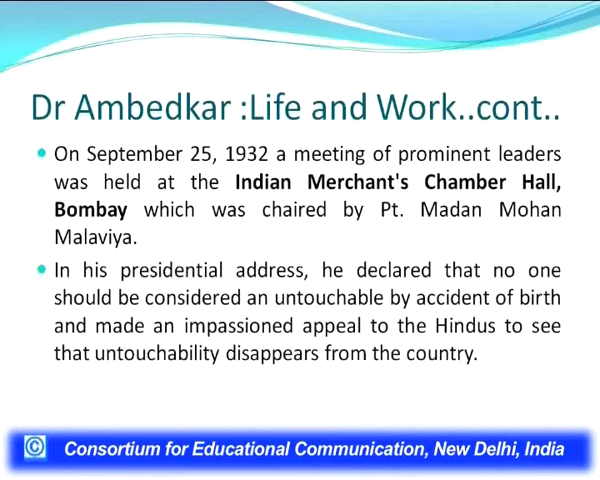 Dr Ambedkar :Life and Work..cont..
On September 25, 1932 a meeting of prominent leaders
was held at the Indian Merchant's Chamber Hall,
Bombay which was chaired by Pt. Madan Mohan
Malaviya.
In his presidential address, he declared that no one
should be considered an untouchable by accident of birth
and made an impassioned appeal to the Hindus to see
that untouchability disappears from the country.
© Consortium for Educational Communication, New Delhi, India